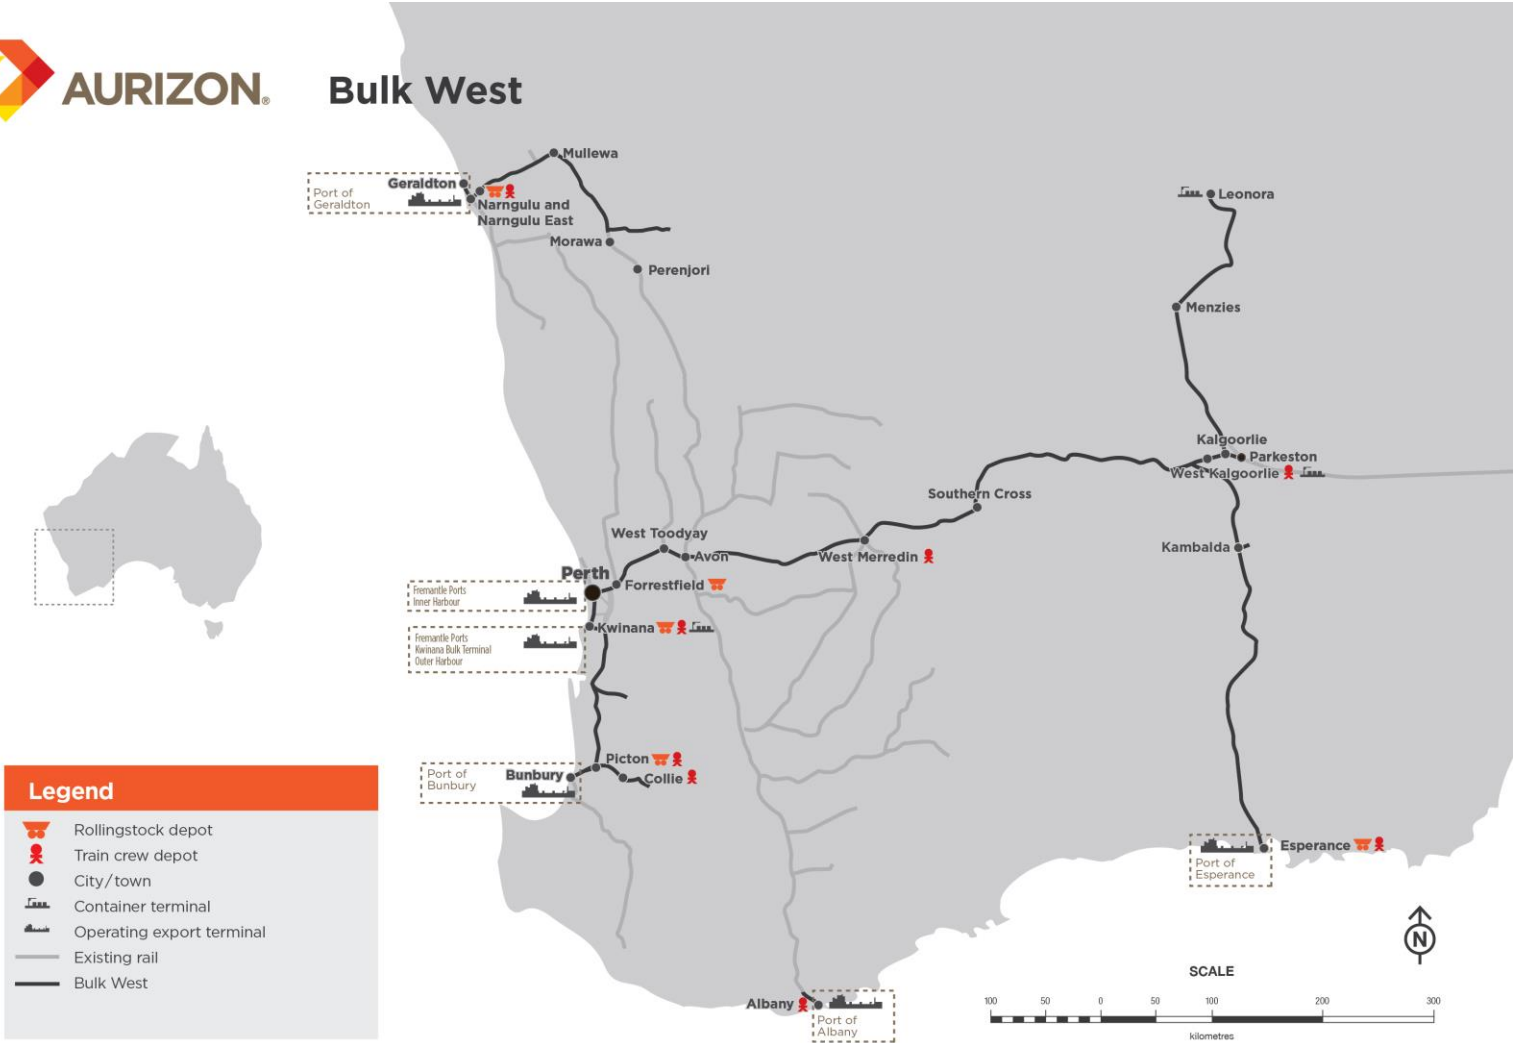 AURIZON®
Bulk West
Mullewa
Geraldton
Port of
Geraldton
Narngulu and
Narngulu East
Morawa
Perenjori
Leonora
Menzies
Kalgoorlie
Parkeston
West Kalgoorlie
Southern Cross
West Toodyay
Avon
West Merredin
Kambalda
Perth
Forrestfield
Fremantle Ports
Inner Harbour
Kwinana
Fremantle Ports
Kwinana Bulk Terminal
Outer Harbour
Picton
Port of
Bunbury
Bunbury
Collie
Esperance
Port of
Esperance
Albany
Port of
Albany
Legend
Rollingstock depot
Train crew depot
City/town
Container terminal
Operating export terminal
Existing rail
Bulk West
N
SCALE
100 50 0 50 100 200 300
kilometres